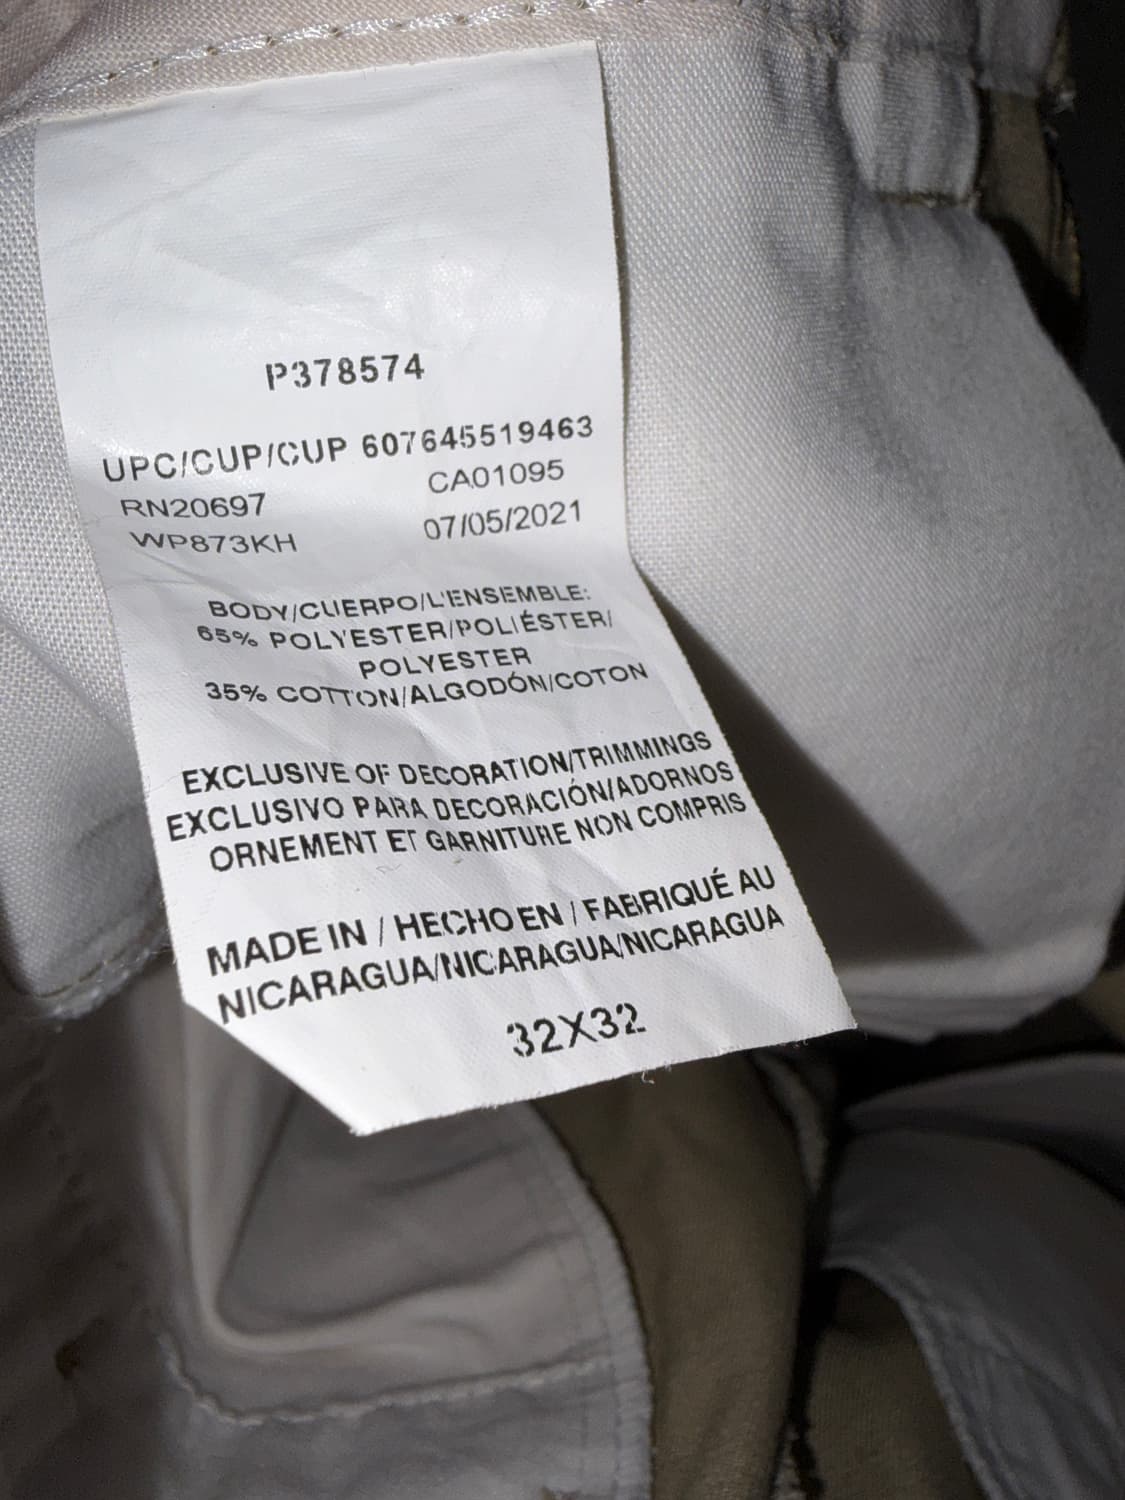 P378574
UPC/CUP/CUP 607645519463
RN20697 CA01095
WP873KH 07/05/2021
BODY/CUERPO/L'ENSEMBLE:
65% POLYESTER/POLIÉSTER/
POLYESTER
35% COTTON/ALGODÓN/COTON
EXCLUSIVE OF DECORATION/TRIMMINGS
EXCLUSIVO PARA DECORACIÓN/ADORNOS
ORNEMENT ET GARNITURE NON COMPRIS
MADE IN / HECHO EN / FABRIQUÉ AU
NICARAGUA/NICARAGUA/NICARAGUA
32X32